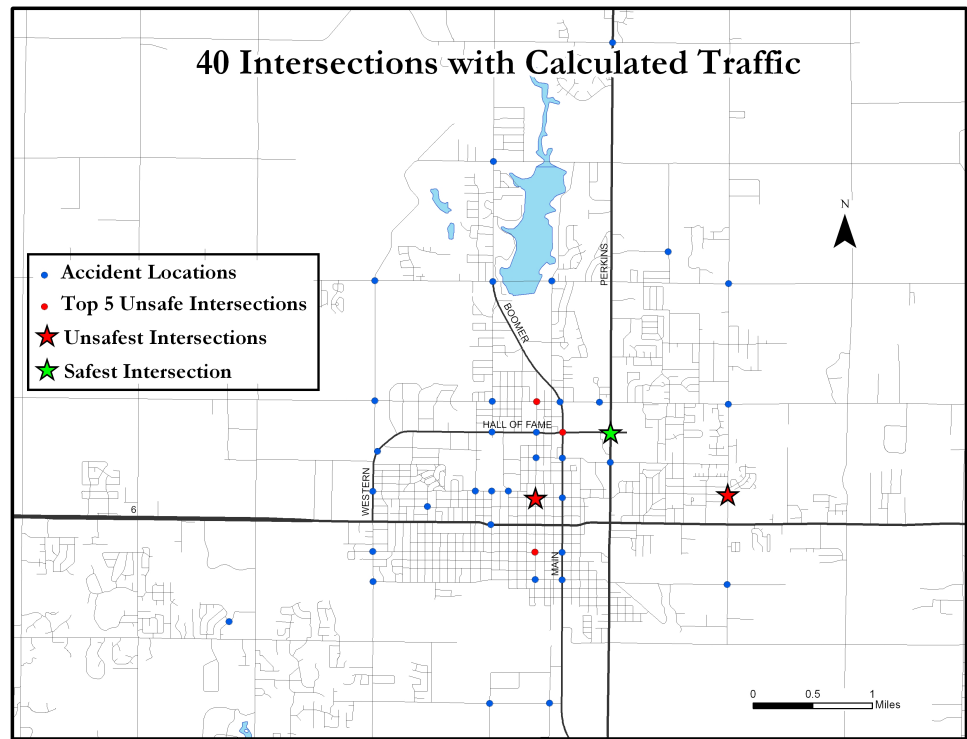 40 Intersections with Calculated Traffic
N
PERKINS
Accident Locations
Top 5 Unsafe Intersections
Unsafest Intersections
Safest Intersection
BOOMER
HALL OF FAME
WESTERN
6
MAIN
0 0.5 1
Miles